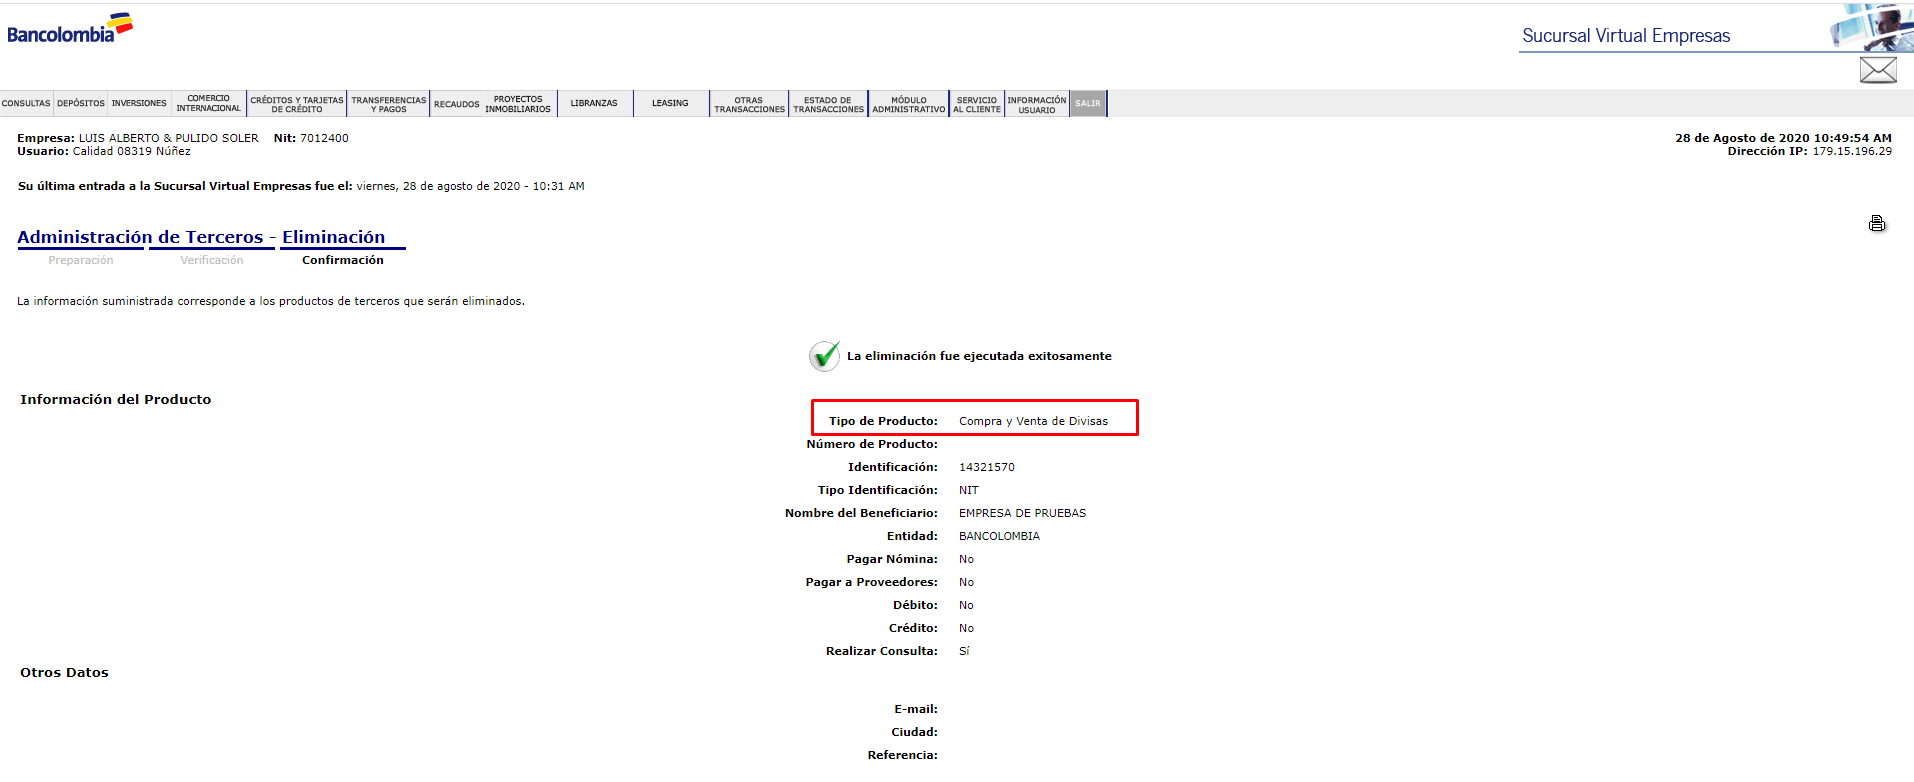 Bancolombia
Sucursal Virtual Empresas
CONSULTAS DEPÓSITOS INVERSIONES COMERCIO INTERNACIONAL CRÉDITOS Y TARJETAS DE CRÉDITO TRANSFERENCIAS Y PAGOS RECAUDOS PROYECTOS INMOBILIARIOS LIBRANZAS LEASING OTRAS TRANSACCIONES ESTADO DE TRANSACCIONES MÓDULO ADMINISTRATIVO SERVICIO AL CLIENTE INFORMACIÓN USUARIO SALIR
Empresa: LUIS ALBERTO & PULIDO SOLER Nit: 7012400
28 de Agosto de 2020 10:49:54 AM
Usuario: Calidad 08319 Núñez
Dirección IP: 179.15.196.29
Su última entrada a la Sucursal Virtual Empresas fue el: viernes, 28 de agosto de 2020 - 10:31 AM
Administración de Terceros - Eliminación
Preparación Verificación Confirmación
La información suministrada corresponde a los productos de terceros que serán eliminados.
La eliminación fue ejecutada exitosamente
Información del Producto
Tipo de Producto: Compra y Venta de Divisas
Número de Producto:
Identificación: 14321570
Tipo Identificación: NIT
Nombre del Beneficiario: EMPRESA DE PRUEBAS
Entidad: BANCOLOMBIA
Pagar Nómina: No
Pagar a Proveedores: No
Débito: No
Crédito: No
Realizar Consulta: Sí
Otros Datos
E-mail:
Ciudad:
Referencia: